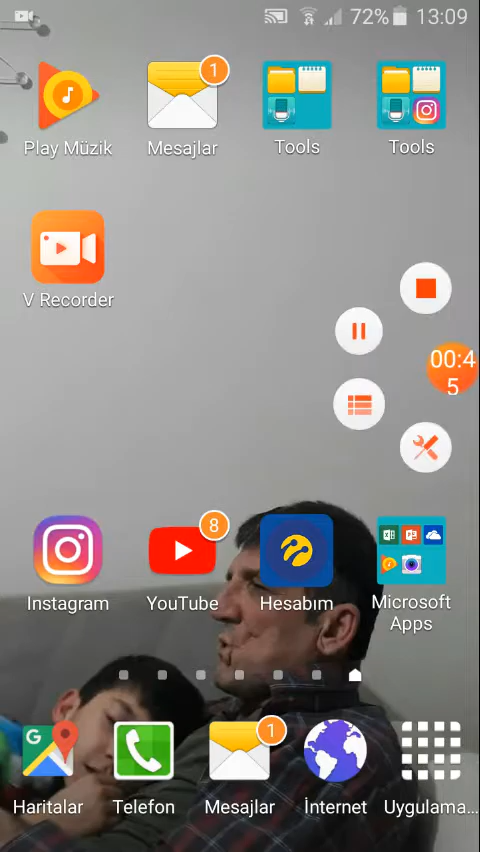 72% 13:09
1
Play Müzik Mesajlar Tools Tools
V Recorder
00:4
5
8
Instagram YouTube Hesabım Microsoft
Apps
G 1
Haritalar Telefon Mesajlar İnternet Uygulama...